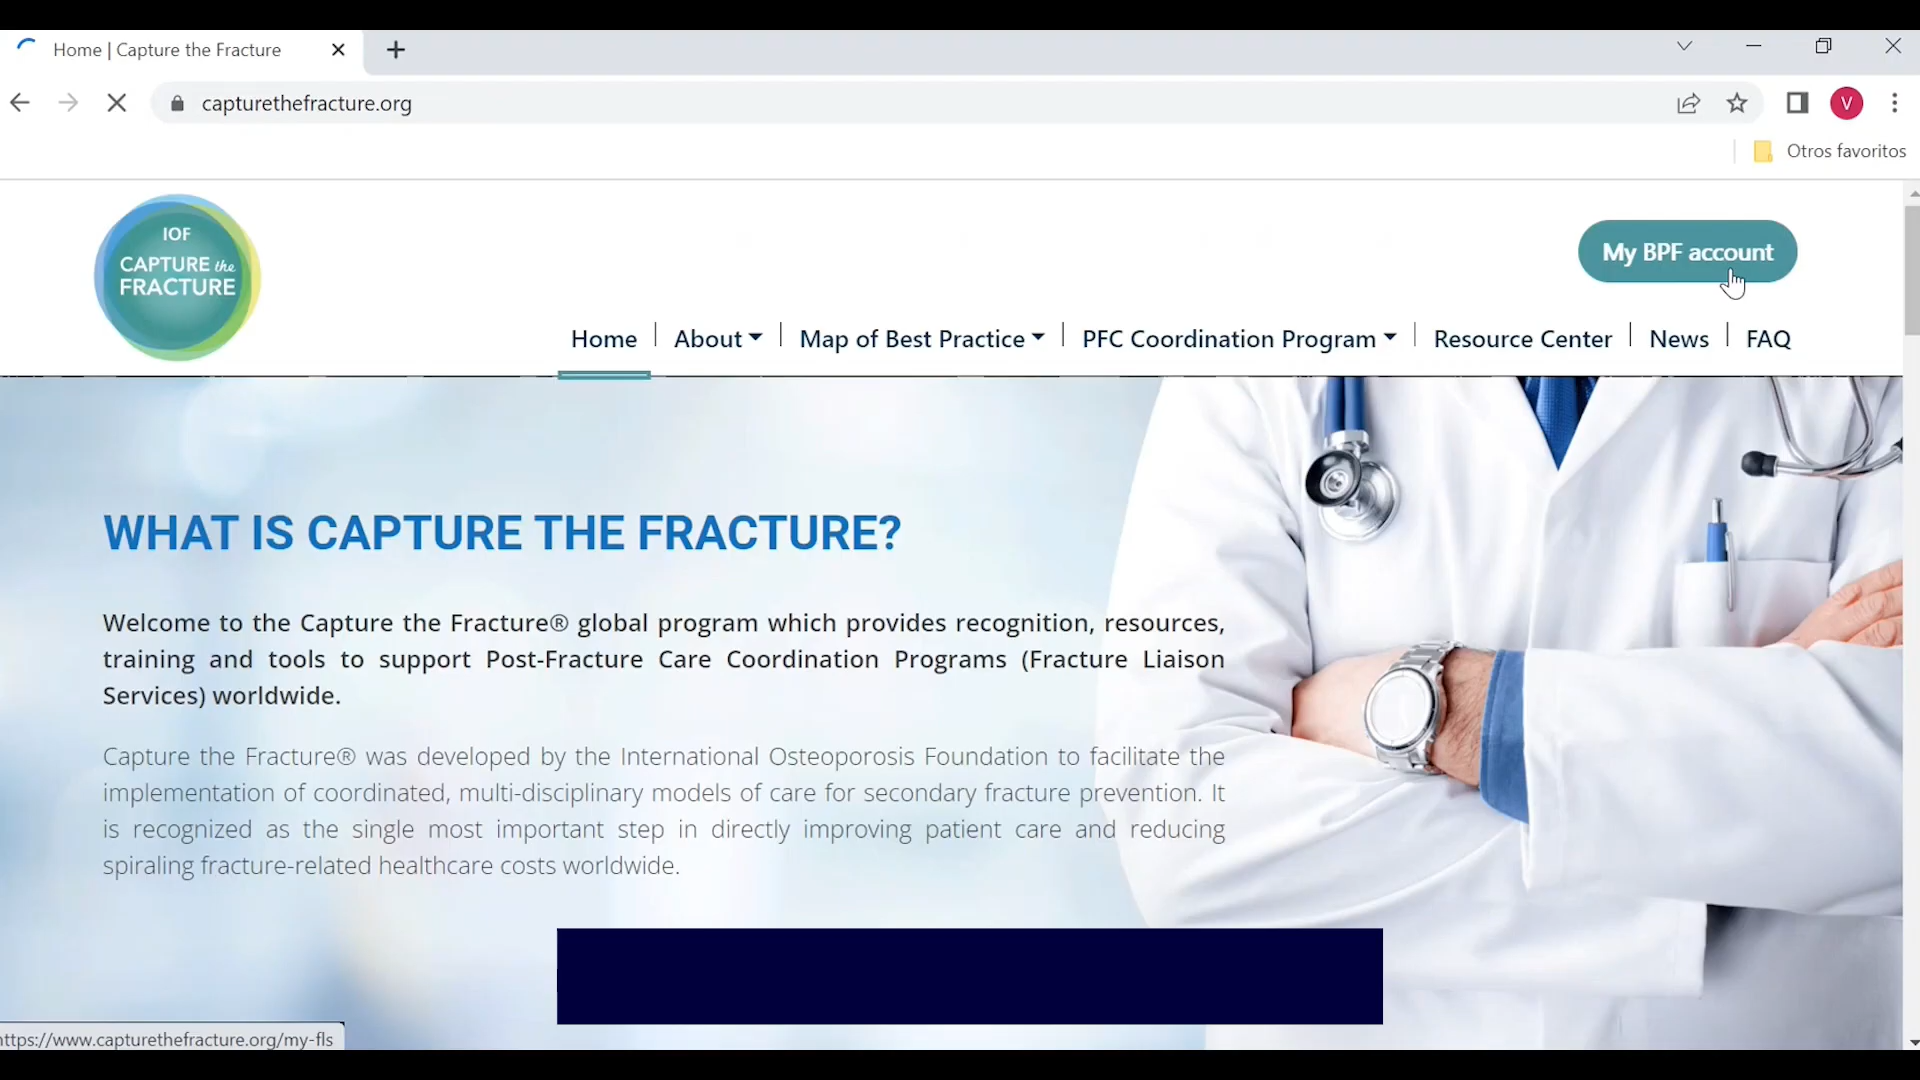 Home | Capture the Fracture
capturethefracture.org
V
Otros favoritos
IOF
CAPTURE the
FRACTURE
My BPF account
Home
About
Map of Best Practice
PFC Coordination Program
Resource Center
News
FAQ
WHAT IS CAPTURE THE FRACTURE?
Welcome to the Capture the Fracture® global program which provides recognition, resources,
training and tools to support Post-Fracture Care Coordination Programs (Fracture Liaison
Services) worldwide.
Capture the Fracture® was developed by the International Osteoporosis Foundation to facilitate the
implementation of coordinated, multi-disciplinary models of care for secondary fracture prevention. It
is recognized as the single most important step in directly improving patient care and reducing
spiraling fracture-related healthcare costs worldwide.
https://www.capturethefracture.org/my-fls